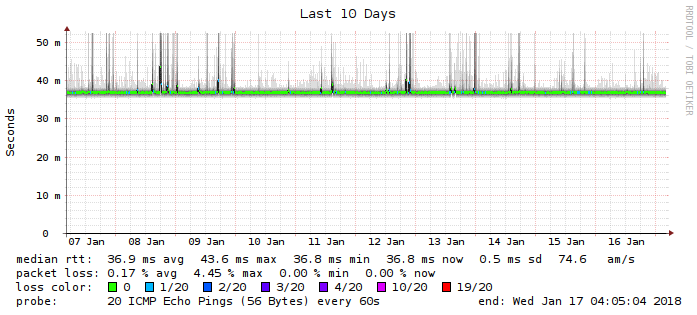 Last 10 Days
RRDTOOL / TOBI OETIKER
Seconds
50 m
40 m
30 m
20 m
10 m
0
07 Jan 08 Jan 09 Jan 10 Jan 11 Jan 12 Jan 13 Jan 14 Jan 15 Jan 16 Jan
median rtt: 36.9 ms avg 43.6 ms max 36.8 ms min 36.8 ms now 0.5 ms sd 74.6 am/s
packet loss: 0.17 % avg 4.45 % max 0.00 % min 0.00 % now
loss color: 0 1/20 2/20 3/20 4/20 10/20 19/20
probe: 20 ICMP Echo Pings (56 Bytes) every 60s end: Wed Jan 17 04:05:04 2018